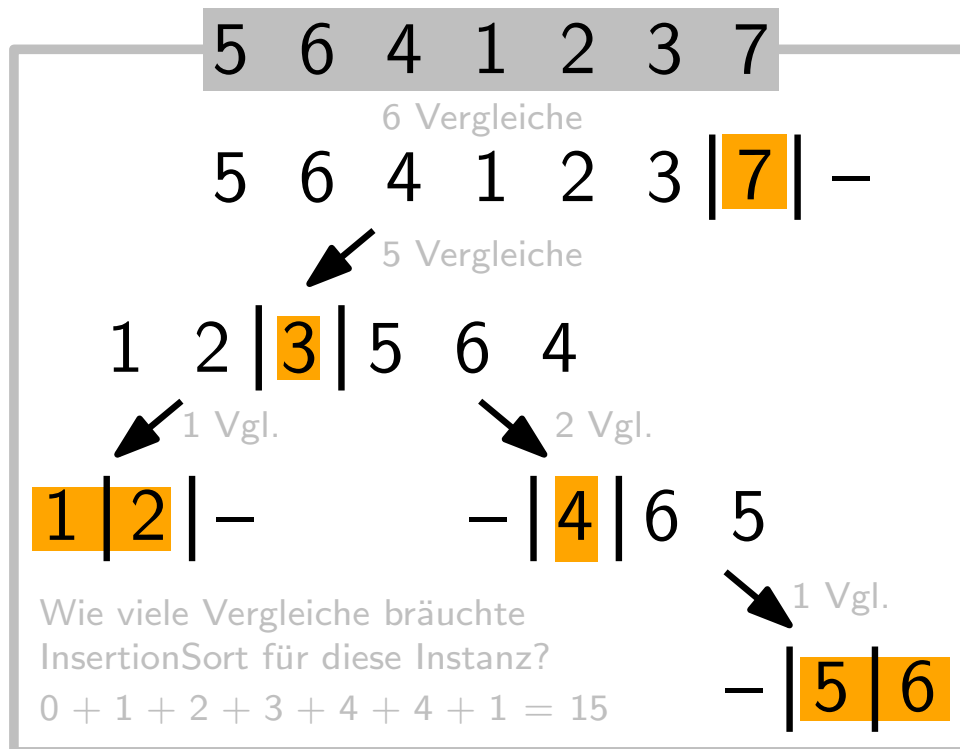 5 6 4 1 2 3 7
6 Vergleiche
5 6 4 1 2 3 | 7 | –
5 Vergleiche
1 2 | 3 | 5 6 4
1 Vgl. 2 Vgl.
1 | 2 | – – | 4 | 6 5
1 Vgl.
Wie viele Vergleiche bräuchte
InsertionSort für diese Instanz?
– | 5 | 6
0 + 1 + 2 + 3 + 4 + 4 + 1 = 15